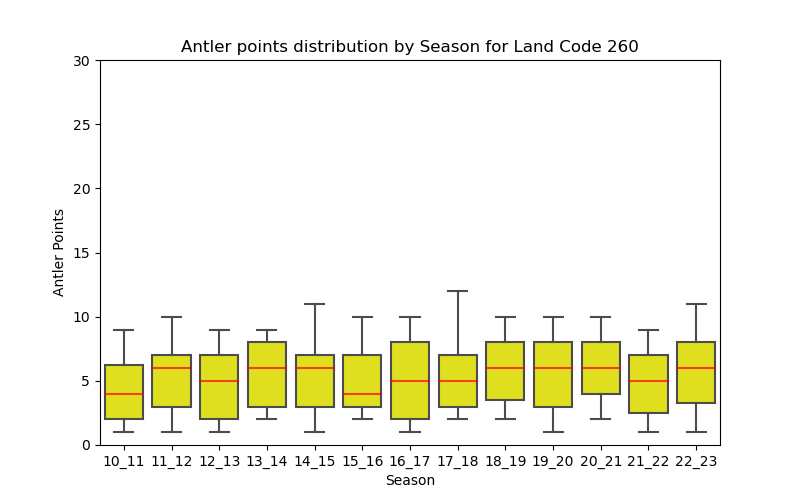 Antler points distribution by Season for Land Code 260
30
25
20
15
10
5
0
Antler Points
10_11 11_12 12_13 13_14 14_15 15_16 16_17 17_18 18_19 19_20 20_21 21_22 22_23
Season